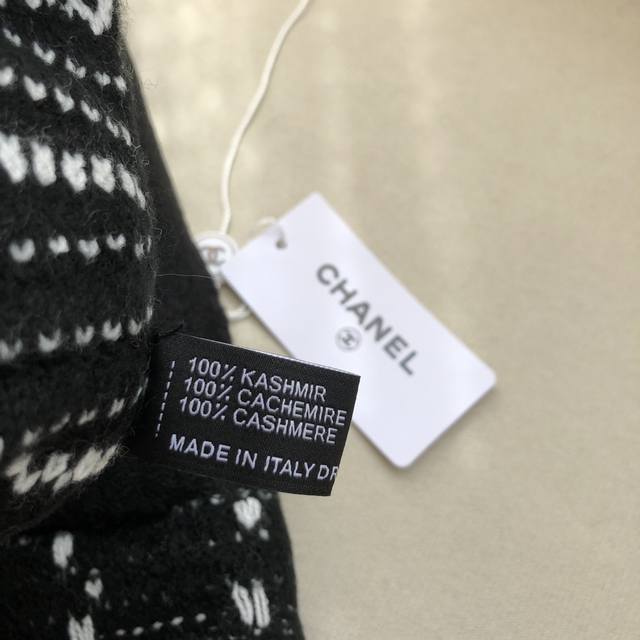 CHANEL
100% KASHMIR
100% CACHEMIRE
100% CASHMERE
MADE IN ITALY